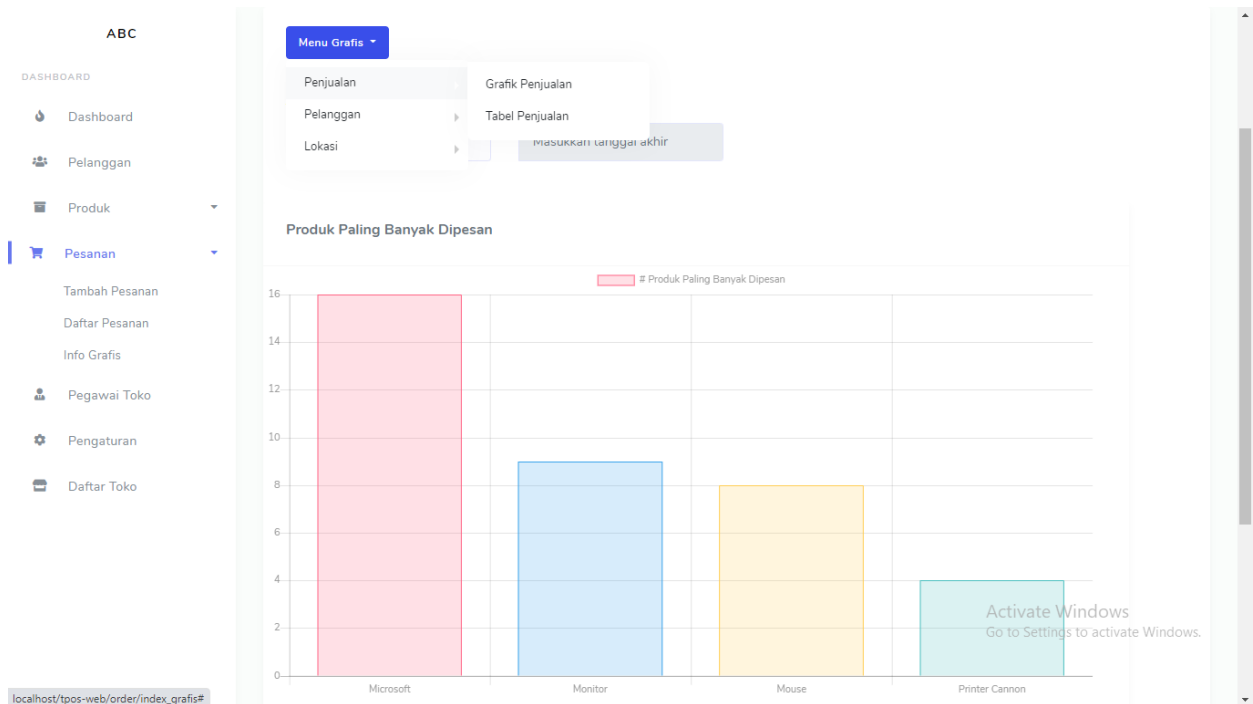 ABC
DASHBOARD
Dashboard
Pelanggan
Produk
Pesanan
Tambah Pesanan
Daftar Pesanan
Info Grafis
Pegawai Toko
Pengaturan
Daftar Toko
Menu Grafis
Penjualan
Pelanggan
Lokasi
Grafik Penjualan
Tabel Penjualan
Masukkan tanggal akhir
Produk Paling Banyak Dipesan
# Produk Paling Banyak Dipesan
16
14
12
10
8
6
4
2
0
Microsoft
Monitor
Mouse
Printer Cannon
Activate Windows
Go to Settings to activate Windows.
localhost/tpos-web/order/index_grafis#